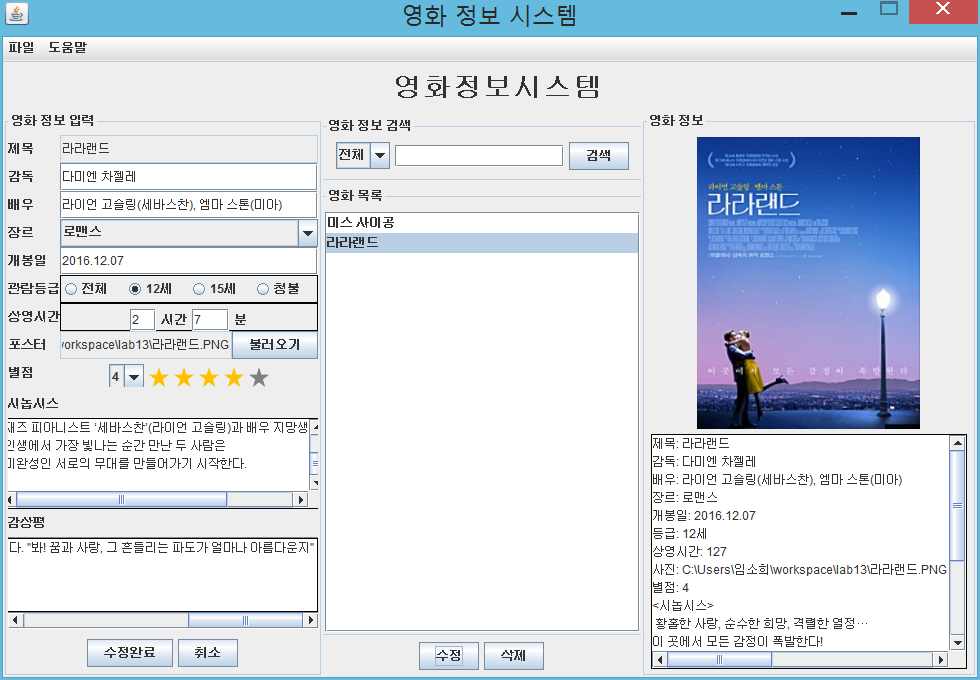 영화 정보 시스템
파일 도움말
영화정보시스템
영화 정보 입력
제목 라라랜드
감독 다미엔 차젤레
배우 라이언 고슬링(세바스찬), 엠마 스톤(미아)
장르 로맨스
개봉일 2016.12.07
관람등급 전체 12세 15세 청불
상영시간 2 시간 7 분
포스터 workspace\lab13\라라랜드.PNG 불러오기
별점 4
시놉시스
재즈 피아니스트 ‘세바스찬’(라이언 고슬링)과 배우 지망생
인생에서 가장 빛나는 순간 만난 두 사람은
미완성인 서로의 무대를 만들어가기 시작한다.
감상평
다. "봐! 꿈과 사랑, 그 흔들리는 파도가 얼마나 아름다운지"
수정완료 취소
영화 정보 검색
전체 검색
영화 목록
미스 사이공
라라랜드
수정 삭제
영화 정보
라이언 고슬링 엠마 스톤
라라랜드
이 곳에서 모든 감정이 폭발한다
제목: 라라랜드
감독: 다미엔 차젤레
배우: 라이언 고슬링(세바스찬), 엠마 스톤(미아)
장르: 로맨스
개봉일: 2016.12.07
등급: 12세
상영시간: 127
사진: C:\Users\임소희\workspace\lab13\라라랜드.PNG
별점: 4
<시놉시스>
황홀한 사랑, 순수한 희망, 격렬한 열정…
이 곳에서 모든 감정이 폭발한다!